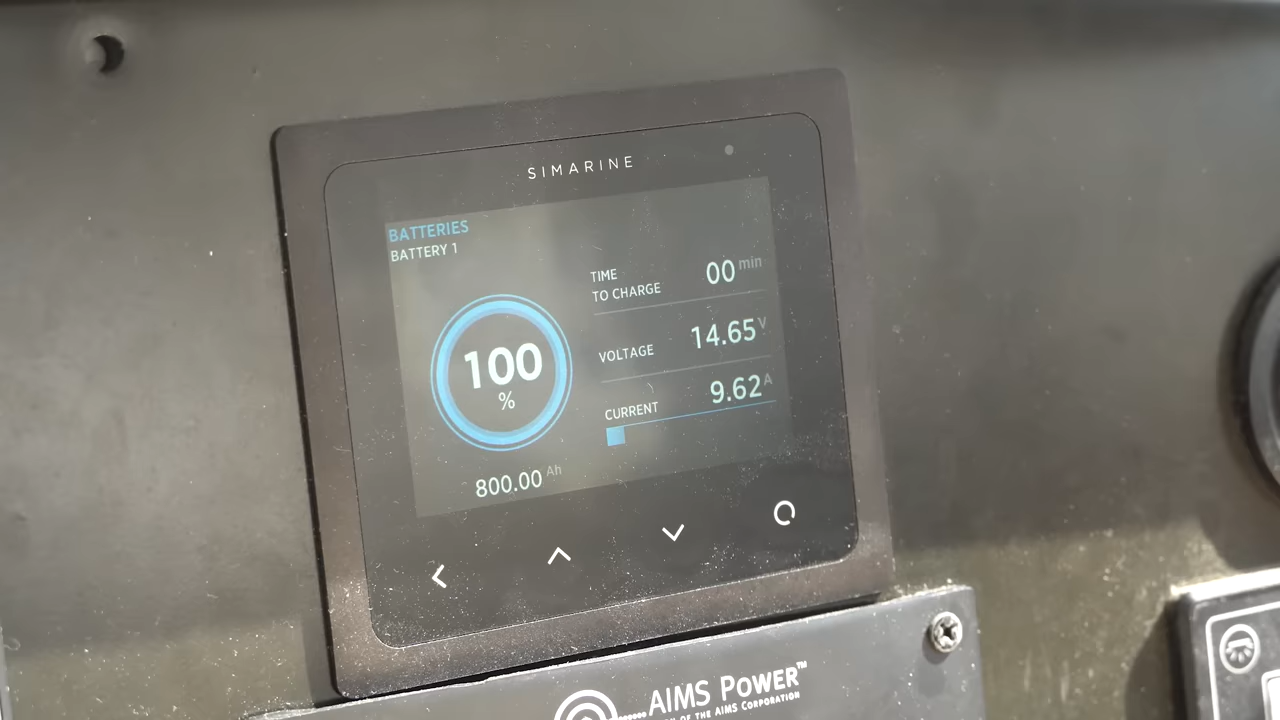 SIMARINE
BATTERIES
BATTERY 1
TIME
TO CHARGE
00 min
VOLTAGE
14.65 V
CURRENT
9.62 A
100
%
800.00 Ah
AIMS POWER™
OF THE AIMS CORPORATION